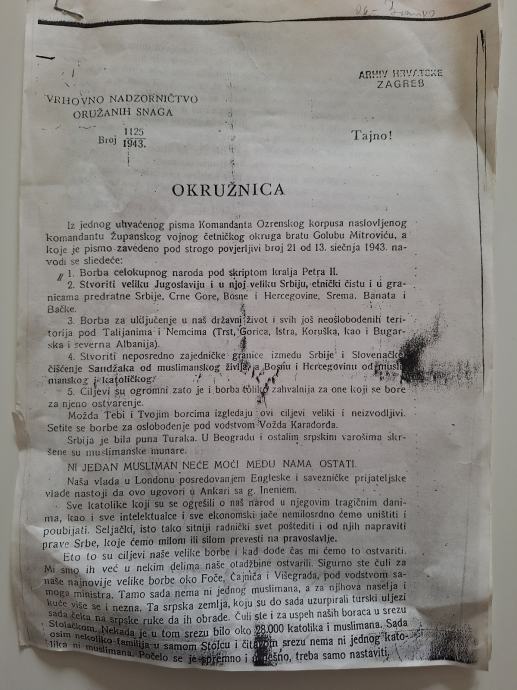 ARHIV HRVATSKE
ZAGREB
VRHOVNO NADZORNIČTVO
ORUŽANIH SNAGA
Broj 1125
1943.
Tajno!
OKRUŽNICA
Iz jednog uhvaćenog pisma Komandanta Ozrenskog korpusa naslovljenog
komandantu Županskog vojnog četničkog okruga bratu Golubu Mitroviću, a
koje je pismo zavedeno pod strogo povjerljivi broj 21 od 13. siečnja 1943. na-
vodi se sliedeće:
1. Borba celokupnog naroda pod skriptom kralja Petra II.
2. Stvoriti veliku Jugoslaviju i u njoj veliku Srbiju, etnički čistu i u gra-
nicama predratne Srbije, Crne Gore, Bosne i Hercegovine, Srema, Banata i
Bačke.
3. Borba za uključenje u naš državni život i svih još neoslobođenih teri-
torija pod Talijanima i Nemcima (Trst, Gorica, Istra, Koruška, kao i Bugar-
ska i severna Albanija).
4. Stvoriti neposredno zajedničke granice između Srbije i Slovenačke
čišćenje Sandžaka od muslimanskog življa, a Bosnu i Hercegovinu od musli
manskog i katoličkog.
5. Ciljevi su ogromni zato je i borba toliko zahvalnija za one koji se bore
za njeno ostvarenje.
Možda Tebi i Tvojim borcima izgledaju ovi ciljevi veliki i neizvodljivi.
Setite se borbe za oslobođenje pod vodstvom Vožda Karađorđa.
Srbija je bila puna Turaka. U Beogradu i ostalim srpskim varošima skr-
šene su muslimanske munare.
NI JEDAN MUSLIMAN NEĆE MOĆI MEĐU NAMA OSTATI.
Naša vlada u Londonu posredovanjem Engleske i savezničke prijateljske
vlade nastoji da ovo ugovori u Ankari sa g. Ineniem.
Sve katolike koji su se ogrešili o naš narod u njegovim tragičnim dani-
ma, kao i sve intelektualce i sve ekonomski jače nemilosrdno ćemo uništiti i
poubijati. Seljački, isto tako sitniji radnički svet poštediti i od njih napraviti
prave Srbe, koje ćemo milom ili silom prevesti na pravoslavlje.
Eto to su ciljevi naše velike borbe i kad dođe čas mi ćemo to ostvariti.
Mi smo ih već u nekim delima naše otadžbine ostvarili. Sigurno ste čuli za
naše najnovije velike borbe oko Foče, Čajniča i Višegrada, pod vodstvom sa-
moga ministra. Tamo sada nema ni jednog muslimana, a za njihova naselja i
kuće više se i nezna. Ta srpska zemlja, koju su do sada uzurpirali turski uljezi
sada čeka na srpske ruke da ih obrade. Čuli ste i za uspeh naših boraca u srezu
Stolačkom. Nekada je u tom srezu bilo oko 28.000 katolika i muslimana. Sada
osim nekoliko familija u samom Stolcu i čitavom srezu nema ni jednog kato-
lika ni muslimana. Počelo se je spremno i treba samo nastaviti,